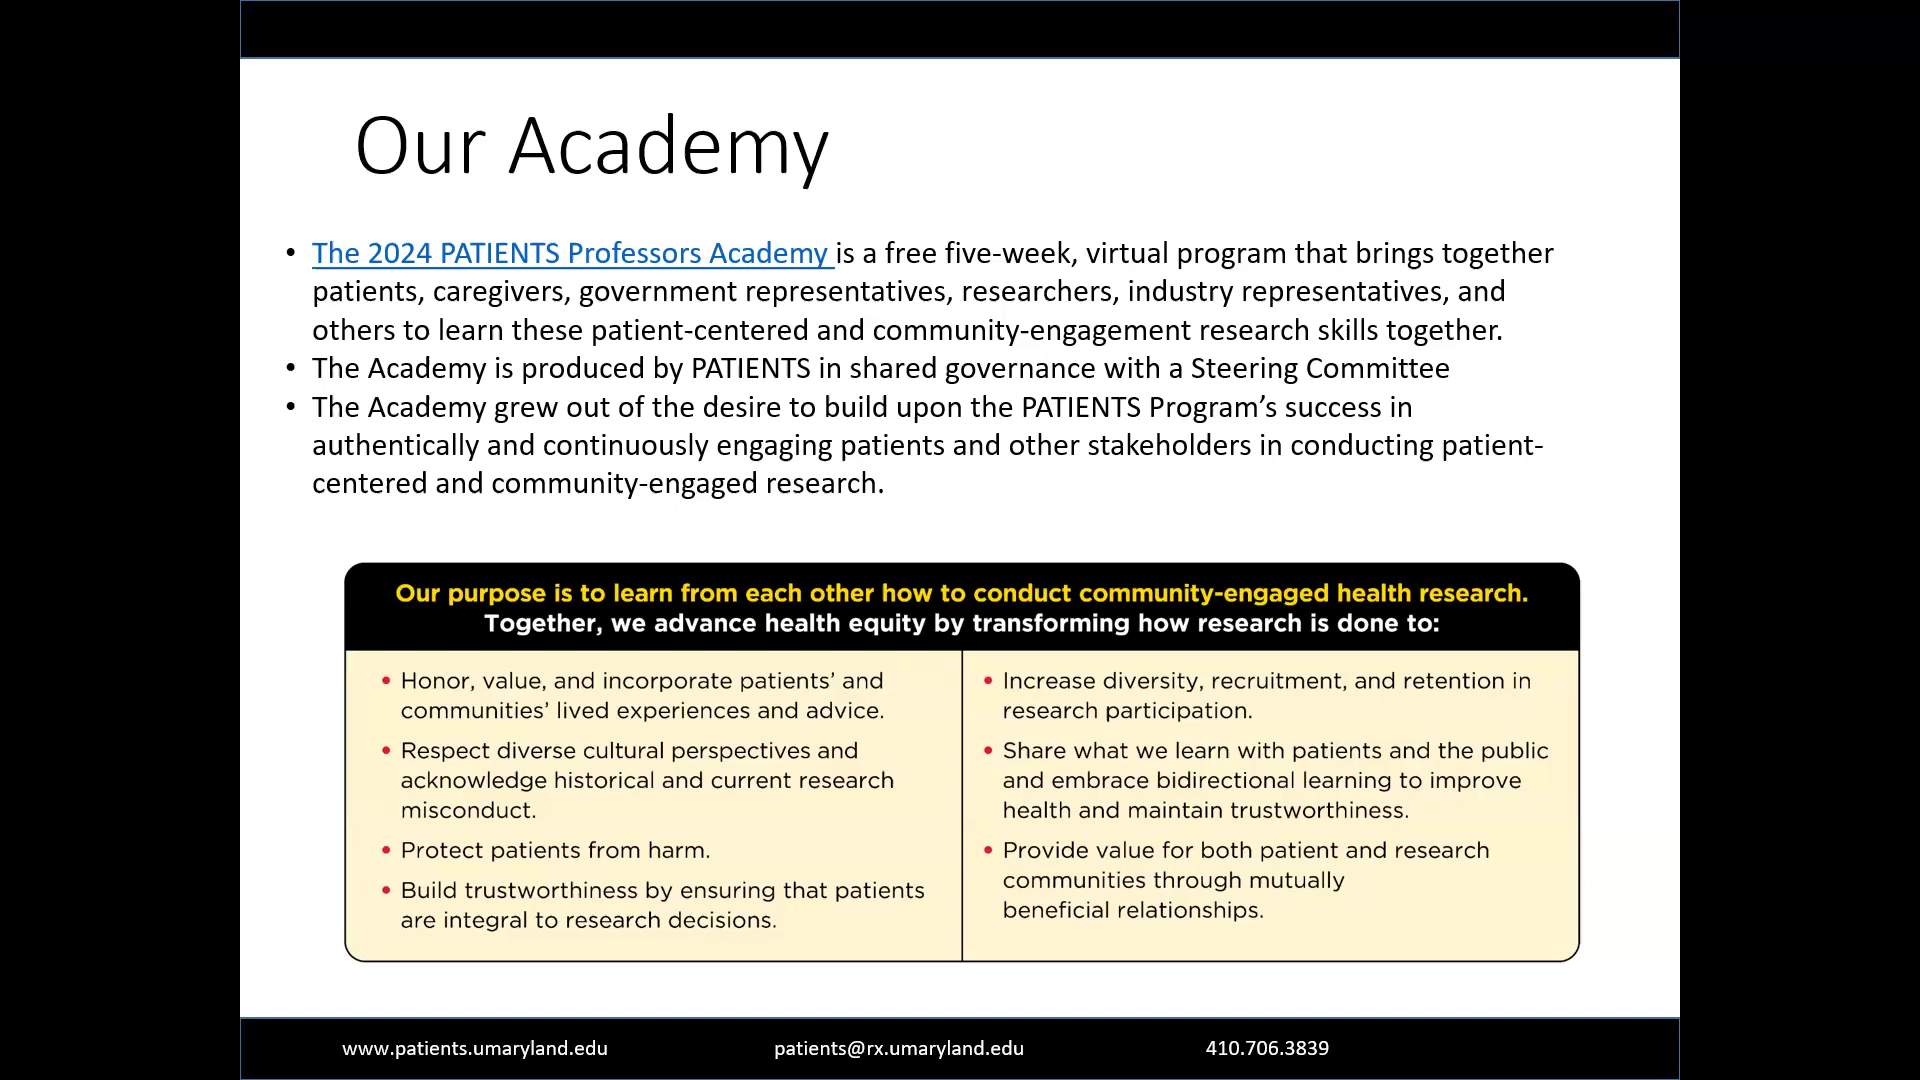 Our Academy
• The 2024 PATIENTS Professors Academy is a free five-week, virtual program that brings together
patients, caregivers, government representatives, researchers, industry representatives, and
others to learn these patient-centered and community-engagement research skills together.
• The Academy is produced by PATIENTS in shared governance with a Steering Committee
• The Academy grew out of the desire to build upon the PATIENTS Program’s success in
authentically and continuously engaging patients and other stakeholders in conducting patient-
centered and community-engaged research.
Our purpose is to learn from each other how to conduct community-engaged health research.
Together, we advance health equity by transforming how research is done to:
• Honor, value, and incorporate patients’ and
communities’ lived experiences and advice.
• Respect diverse cultural perspectives and
acknowledge historical and current research
misconduct.
• Protect patients from harm.
• Build trustworthiness by ensuring that patients
are integral to research decisions.
• Increase diversity, recruitment, and retention in
research participation.
• Share what we learn with patients and the public
and embrace bidirectional learning to improve
health and maintain trustworthiness.
• Provide value for both patient and research
communities through mutually
beneficial relationships.
www.patients.umaryland.edu
patients@rx.umaryland.edu
410.706.3839